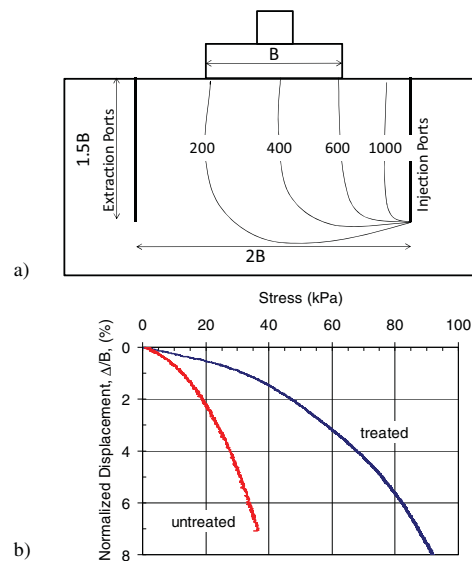 a)
B
1.5B
Extraction Ports
200
400
600
1000
Injection Ports
2B
b)
Stress (kPa)
0
20
40
60
80
100
Normalized Displacement, Δ/B, (%)
0
2
4
6
8
treated
untreated